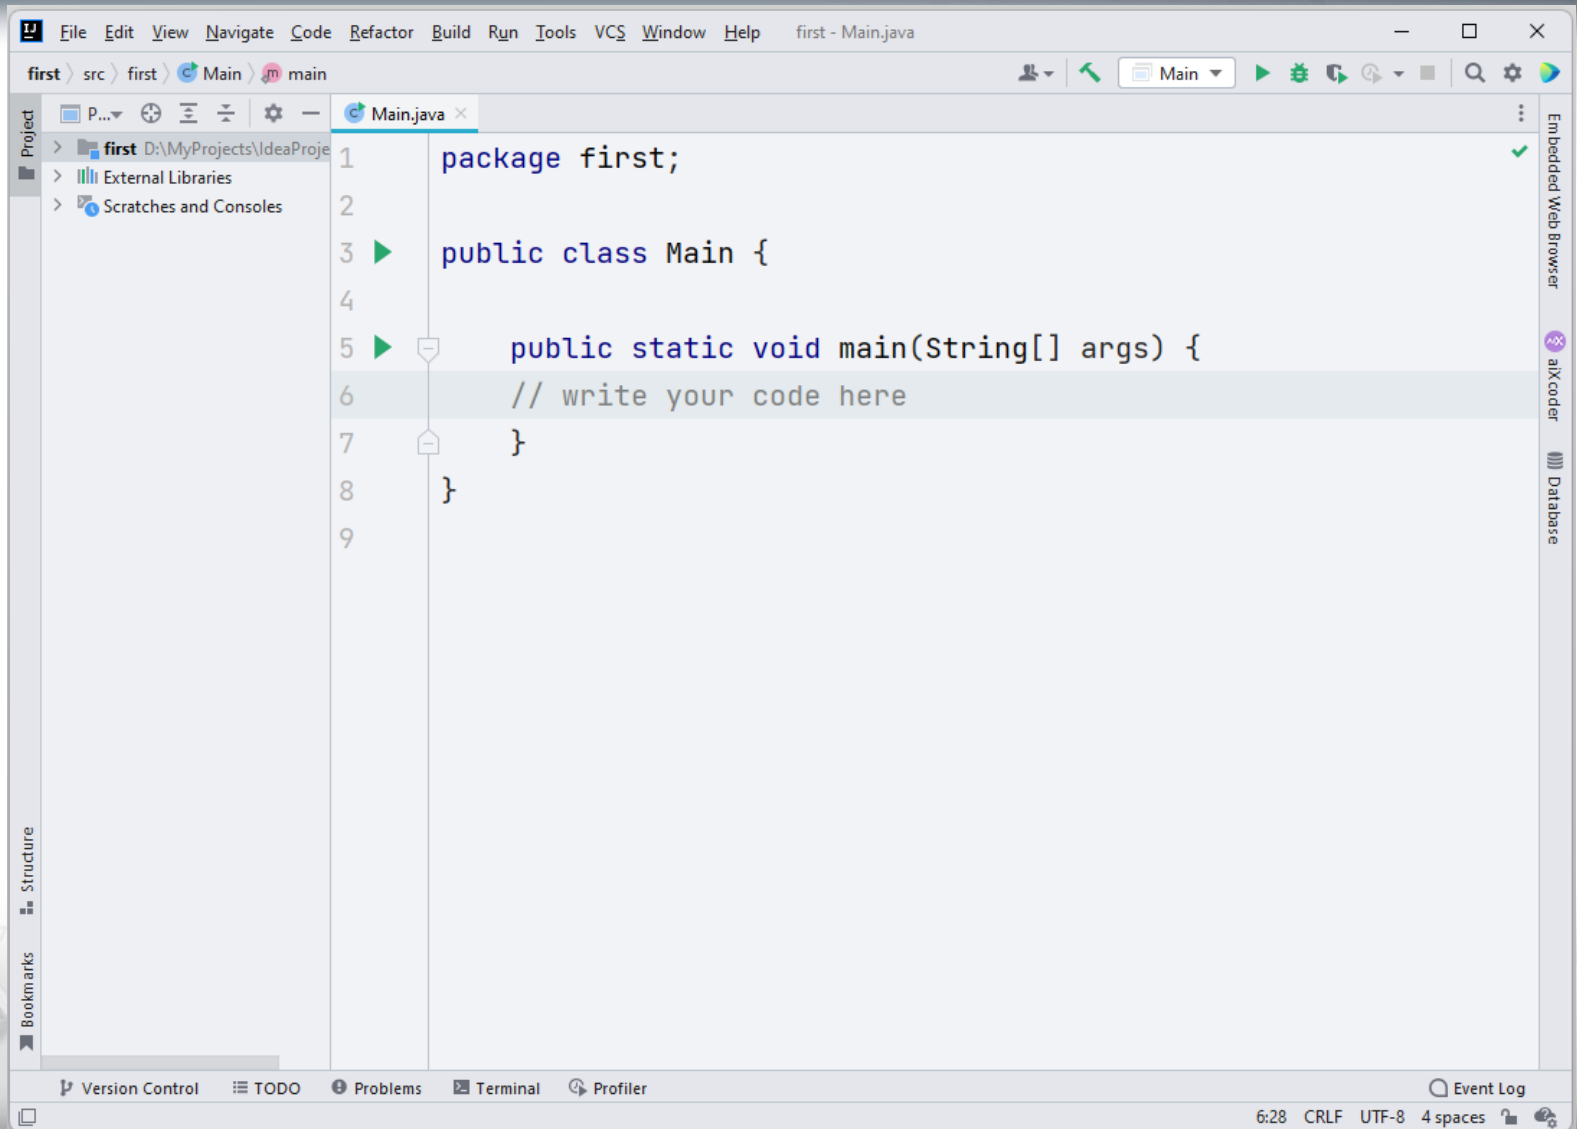 IJ File Edit View Navigate Code Refactor Build Run Tools VCS Window Help first - Main.java
first src first C Main m main Main
P... C Main.java
Project
first D:\MyProjects\IdeaProje
External Libraries
Scratches and Consoles
Structure
Bookmarks
1 package first;
2
3 public class Main {
4
5 public static void main(String[] args) {
6 // write your code here
7 }
8 }
9
Embedded Web Browser
aiXcoder
Database
Version Control TODO Problems Terminal Profiler Event Log
6:28 CRLF UTF-8 4 spaces